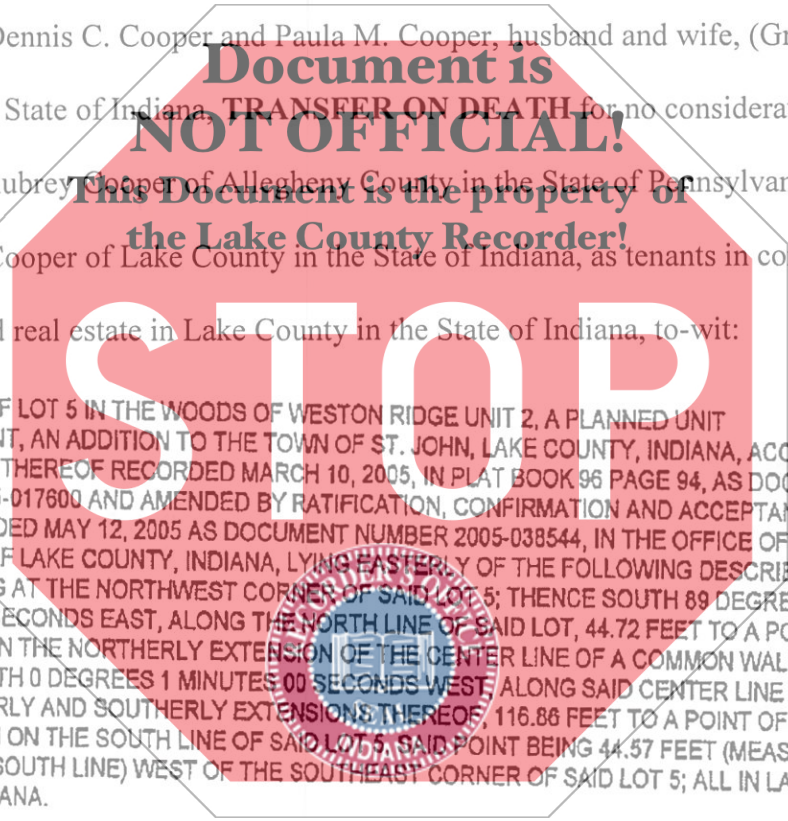 Dennis C. Cooper and Paula M. Cooper, husband and wife, (Gr
Document is
State of Indiana, TRANSFER ON DEATH for no considera
NOT OFFICIAL!
ubrey Cooper of Allegheny County in the State of Pennsylvan
This Document is the property of
the Lake County Recorder!
Cooper of Lake County in the State of Indiana, as tenants in co
d real estate in Lake County in the State of Indiana, to-wit:
STOP
F LOT 5 IN THE WOODS OF WESTON RIDGE UNIT 2, A PLANNED UNIT
NT, AN ADDITION TO THE TOWN OF ST. JOHN, LAKE COUNTY, INDIANA, ACC
THEREOF RECORDED MARCH 10, 2005, IN PLAT BOOK 96 PAGE 94, AS DOC
-017600 AND AMENDED BY RATIFICATION, CONFIRMATION AND ACCEPTAN
DED MAY 12, 2005 AS DOCUMENT NUMBER 2005-038544, IN THE OFFICE OF
F LAKE COUNTY, INDIANA, LYING EASTERLY OF THE FOLLOWING DESCRIB
G AT THE NORTHWEST CORNER OF SAID LOT 5; THENCE SOUTH 89 DEGREE
ECONDS EAST, ALONG THE NORTH LINE OF SAID LOT, 44.72 FEET TO A PO
N THE NORTHERLY EXTENSION OF THE CENTER LINE OF A COMMON WAL
TH 0 DEGREES 1 MINUTES 00 SECONDS WEST, ALONG SAID CENTER LINE
RLY AND SOUTHERLY EXTENSIONS THEREOF, 116.86 FEET TO A POINT OF
ON THE SOUTH LINE OF SAID LOT 5, SAID POINT BEING 44.57 FEET (MEAS
SOUTH LINE) WEST OF THE SOUTHEAST CORNER OF SAID LOT 5; ALL IN LA
ANA.
RECORDER'S OFFICE
INDIANA